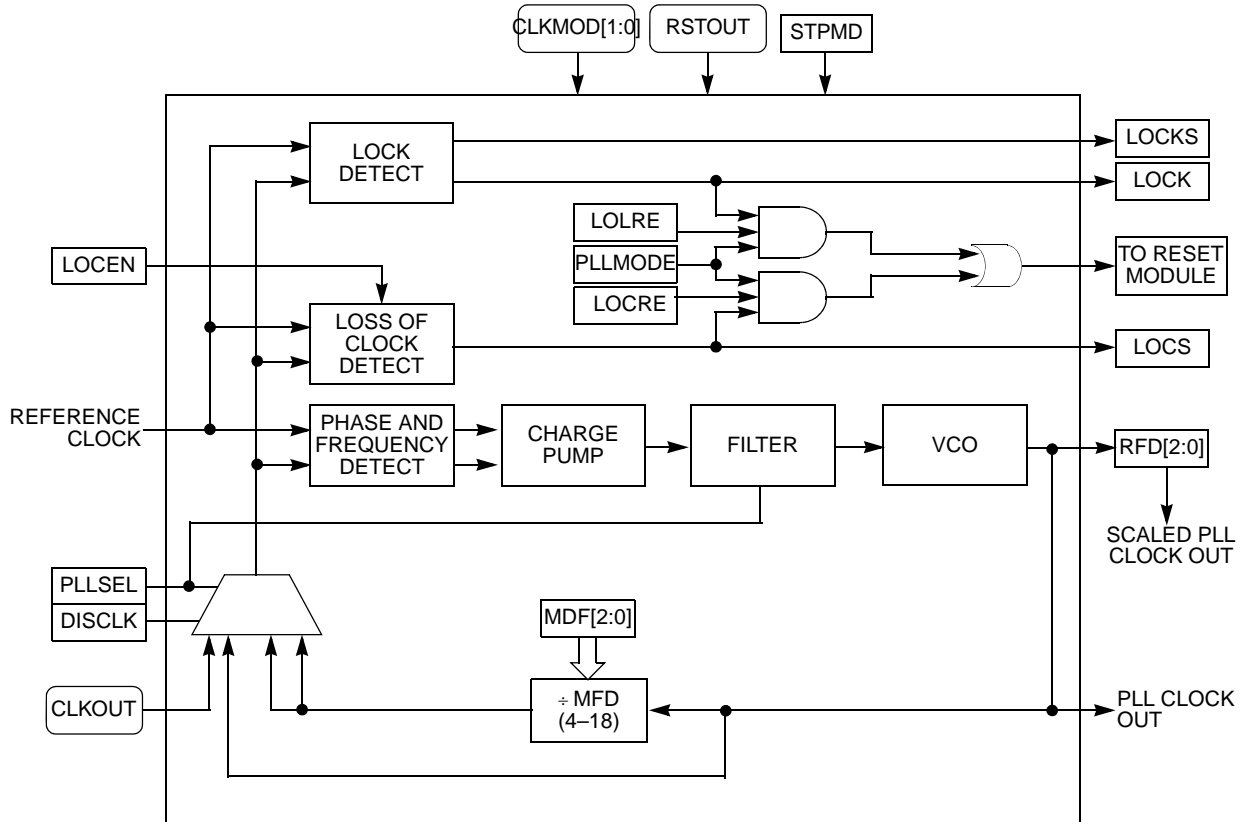 CLKMOD[1:0]
RSTOUT
STPMD
LOCK
DETECT
LOCKS
LOCK
LOLRE
PLLMODE
LOCRE
TO RESET
MODULE
LOCEN
LOSS OF
CLOCK
DETECT
LOCS
REFERENCE
CLOCK
PHASE AND
FREQUENCY
DETECT
CHARGE
PUMP
FILTER
VCO
RFD[2:0]
SCALED PLL
CLOCK OUT
PLLSEL
DISCLK
MDF[2:0]
CLKOUT
÷ MFD
(4–18)
PLL CLOCK
OUT